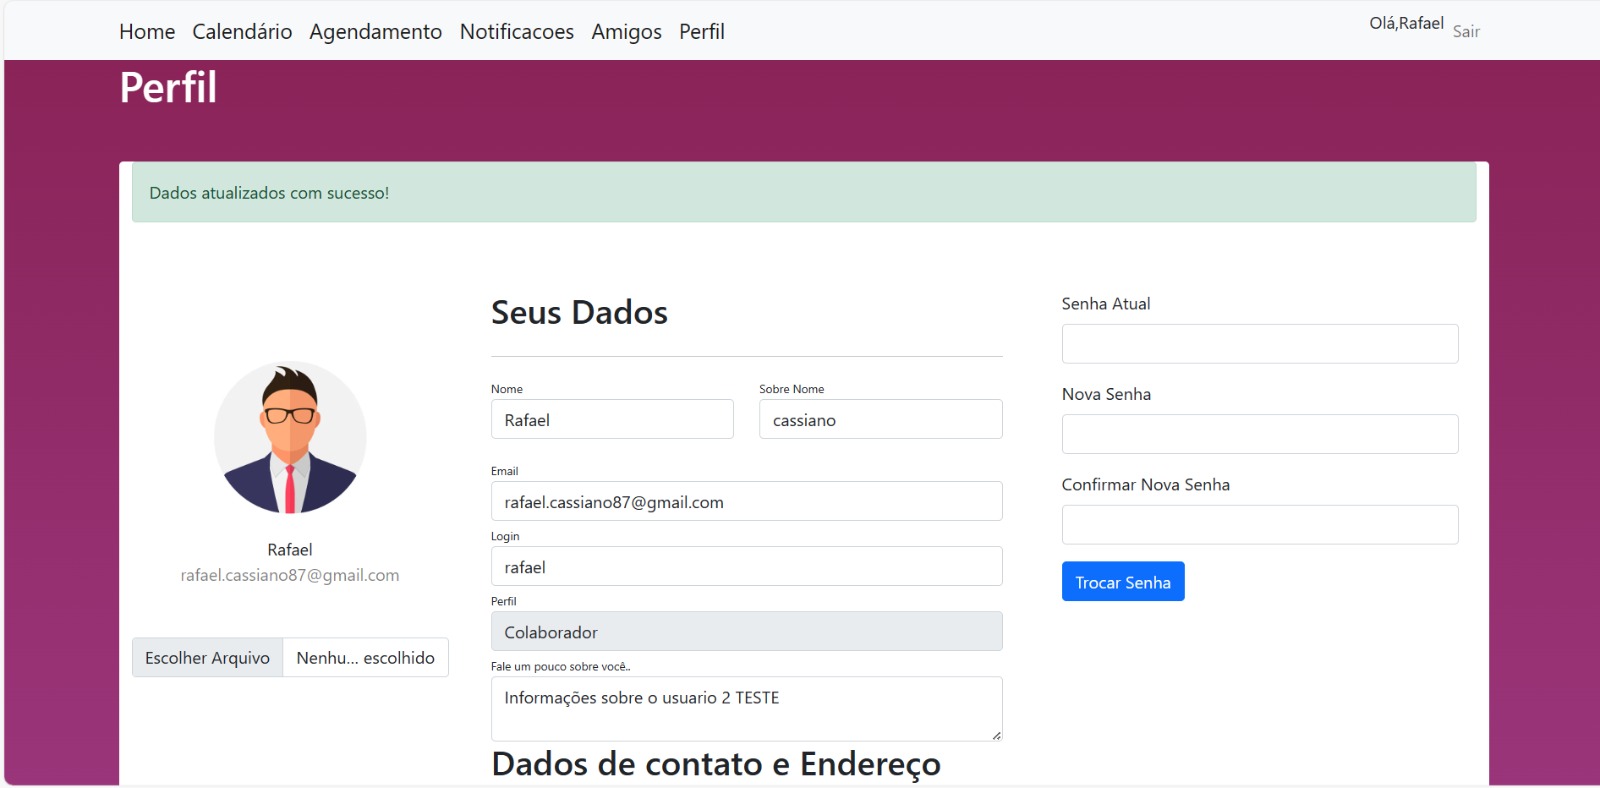 Home Calendário Agendamento Notificacoes Amigos Perfil
Olá,Rafael Sair
Perfil
Dados atualizados com sucesso!
Rafael
rafael.cassiano87@gmail.com
Escolher Arquivo Nenhu... escolhido
Seus Dados
Nome Sobre Nome
Rafael cassiano
Email
rafael.cassiano87@gmail.com
Login
rafael
Perfil
Colaborador
Fale um pouco sobre você..
Informações sobre o usuario 2 TESTE
Dados de contato e Endereço
Senha Atual
Nova Senha
Confirmar Nova Senha
Trocar Senha